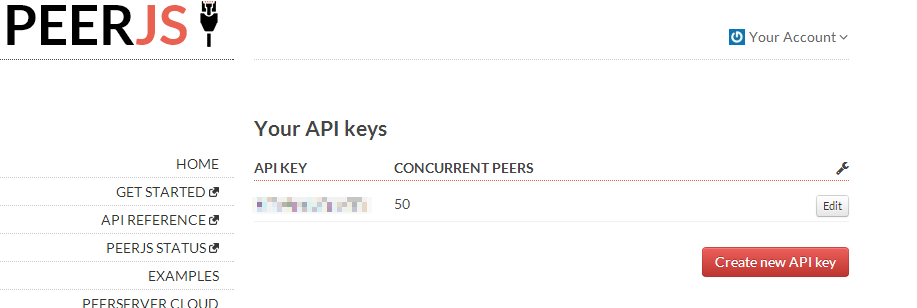 PEERJS
Your Account
Your API keys
API KEY CONCURRENT PEERS
50 Edit
Create new API key
HOME
GET STARTED
API REFERENCE
PEERJS STATUS
EXAMPLES
PEERSERVER CLOUD